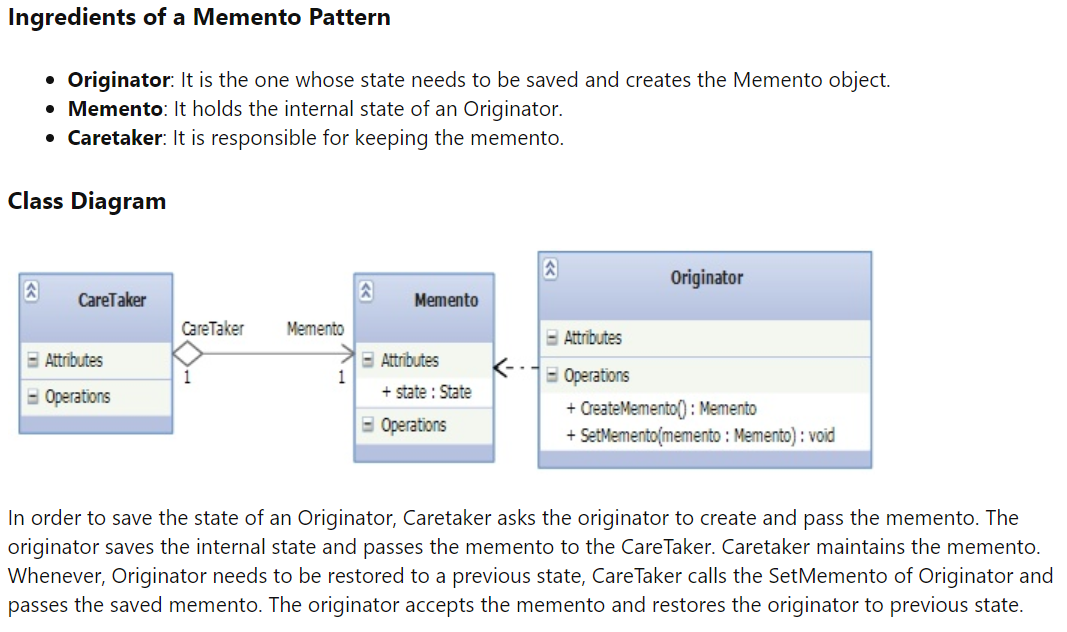 Ingredients of a Memento Pattern
Originator: It is the one whose state needs to be saved and creates the Memento object.
Memento: It holds the internal state of an Originator.
Caretaker: It is responsible for keeping the memento.
Class Diagram
CareTaker
Attributes
Operations
CareTaker
1
Memento
1
Memento
Attributes
+ state : State
Operations
Originator
Attributes
Operations
+ CreateMemento() : Memento
+ SetMemento(memento : Memento) : void
In order to save the state of an Originator, Caretaker asks the originator to create and pass the memento. The
originator saves the internal state and passes the memento to the CareTaker. Caretaker maintains the memento.
Whenever, Originator needs to be restored to a previous state, CareTaker calls the SetMemento of Originator and
passes the saved memento. The originator accepts the memento and restores the originator to previous state.